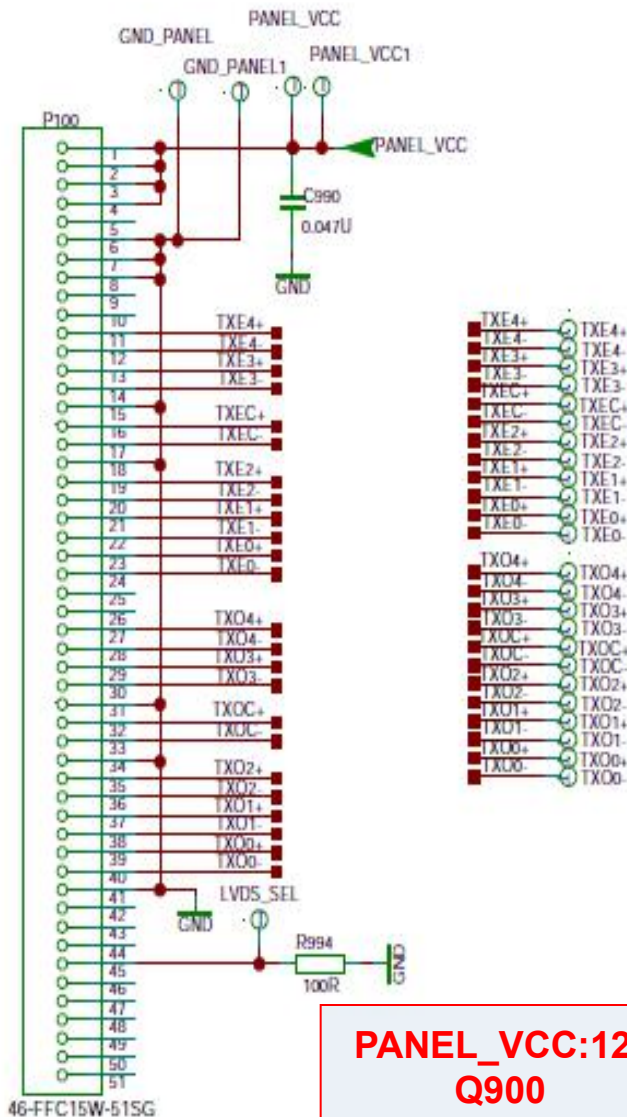 PANEL_VCC
GND_PANEL
PANEL_VCC1
GND_PANEL1
P100
PANEL_VCC
C990
0.047U
GND
1
2
3
4
5
6
7
8
9
10
11
12
13
14
15
16
17
18
19
20
21
22
23
24
25
26
27
28
29
30
31
32
33
34
35
36
37
38
39
40
41
42
43
44
45
46
47
48
49
50
51
TXE4+
TXE4-
TXE3+
TXE3-
TXEC+
TXEC-
TXE2+
TXE2-
TXE1+
TXE1-
TXE0+
TXE0-
TXO4+
TXO4-
TXO3+
TXO3-
TXOC+
TXOC-
TXO2+
TXO2-
TXO1+
TXO1-
TXO0+
TXO0-
GND
LVDS_SEL
R994
100R
GND
46-FFC15W-51SG
TXE4+ TXE4+
TXE4- TXE4-
TXE3+ TXE3+
TXE3- TXE3-
TXEC+ TXEC+
TXEC- TXEC-
TXE2+ TXE2+
TXE2- TXE2-
TXE1+ TXE1+
TXE1- TXE1-
TXE0+ TXE0+
TXE0- TXE0-
TXO4+ TXO4+
TXO4- TXO4-
TXO3+ TXO3+
TXO3- TXO3-
TXOC+ TXOC+
TXOC- TXOC-
TXO2+ TXO2+
TXO2- TXO2-
TXO1+ TXO1+
TXO1- TXO1-
TXO0+ TXO0+
TXO0- TXO0-
PANEL_VCC:12
Q900